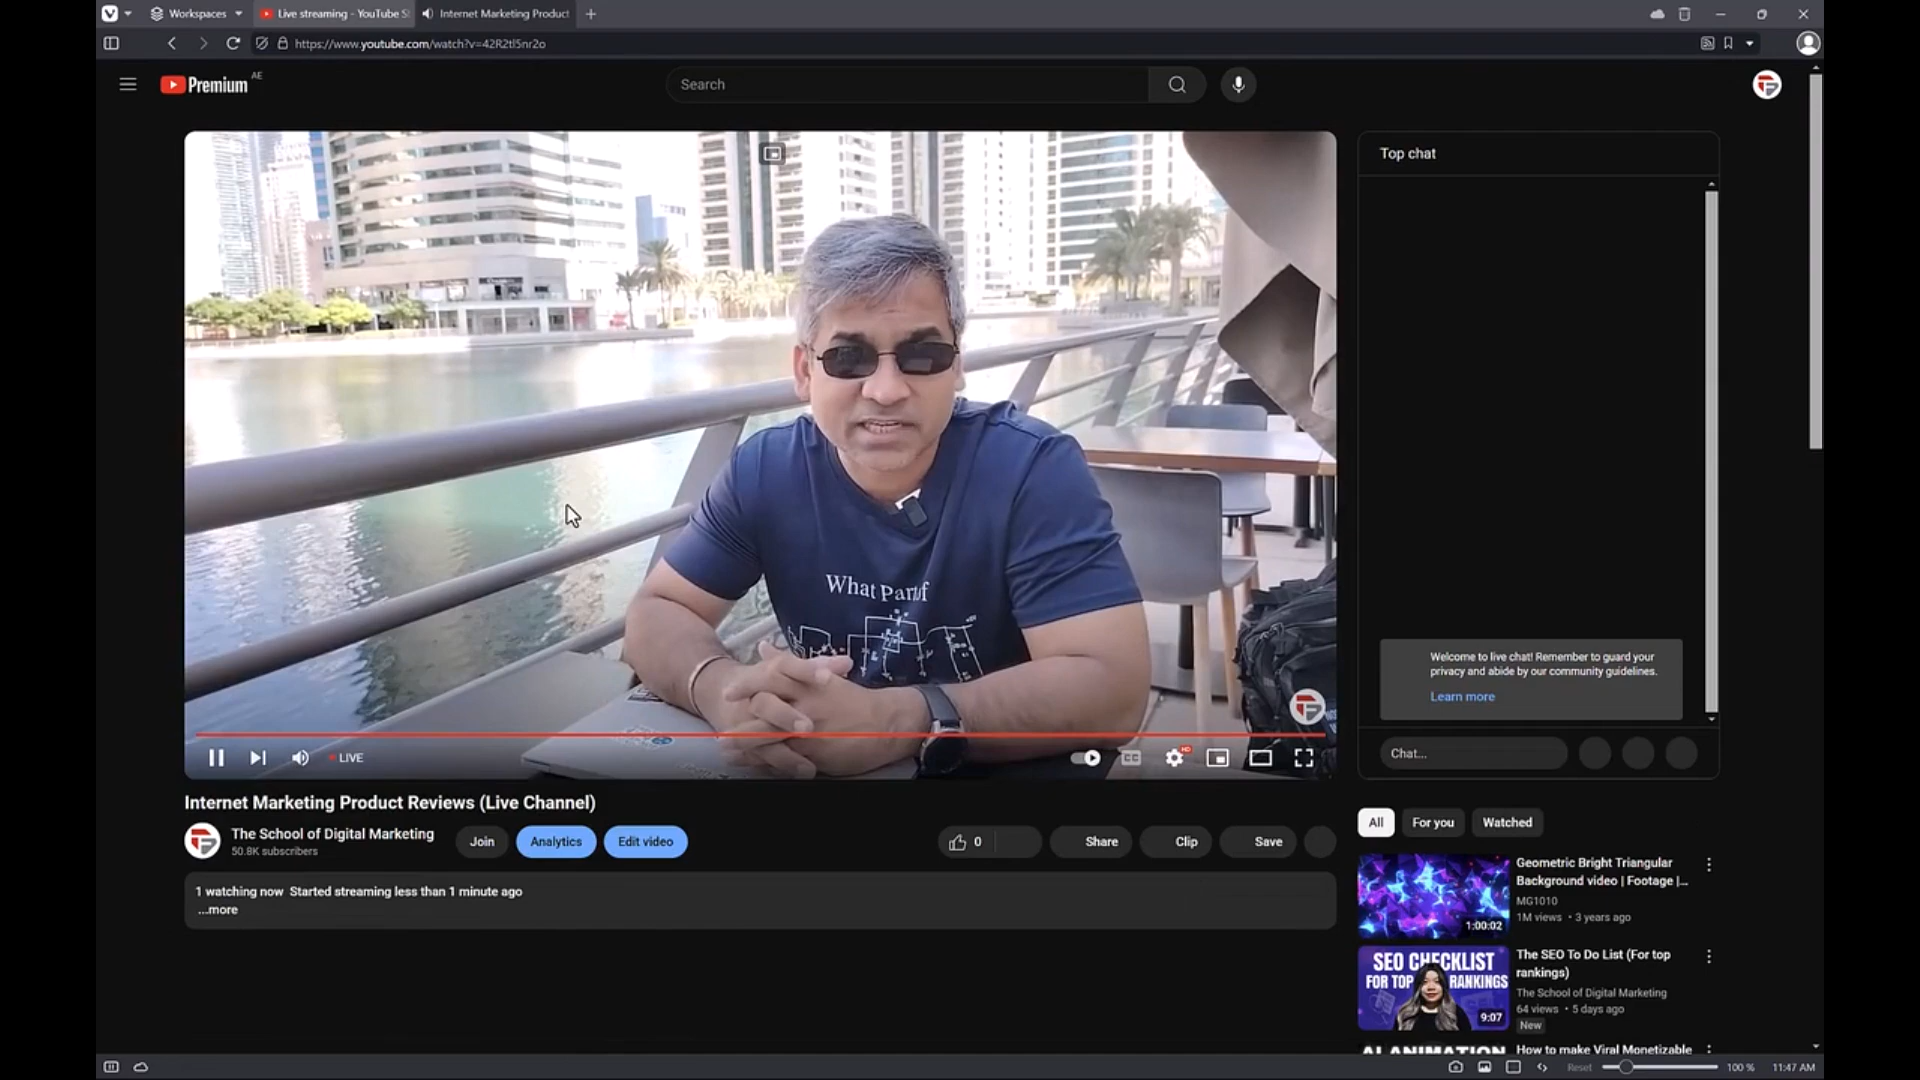 Workspaces
Live streaming - YouTube S
Internet Marketing Product
https://www.youtube.com/watch?v=42R2tl5nr2o
Premium AE
Search
Top chat
What Part of
Welcome to live chat! Remember to guard your
privacy and abide by our community guidelines.
Learn more
LIVE
CC
HD
Chat...
Internet Marketing Product Reviews (Live Channel)
The School of Digital Marketing
50.8K subscribers
Join
Analytics
Edit video
0
Share
Clip
Save
1 watching now Started streaming less than 1 minute ago
...more
All
For you
Watched
Geometric Bright Triangular
Background video | Footage |...
MG1010
1M views • 3 years ago
1:00:02
SEO CHECKLIST
FOR TOP RANKINGS
9:07
The SEO To Do List (For top
rankings)
The School of Digital Marketing
64 views • 5 days ago
New
AI ANIMATION
How to make Viral Monetizable
Reset
100 %
11:47 AM